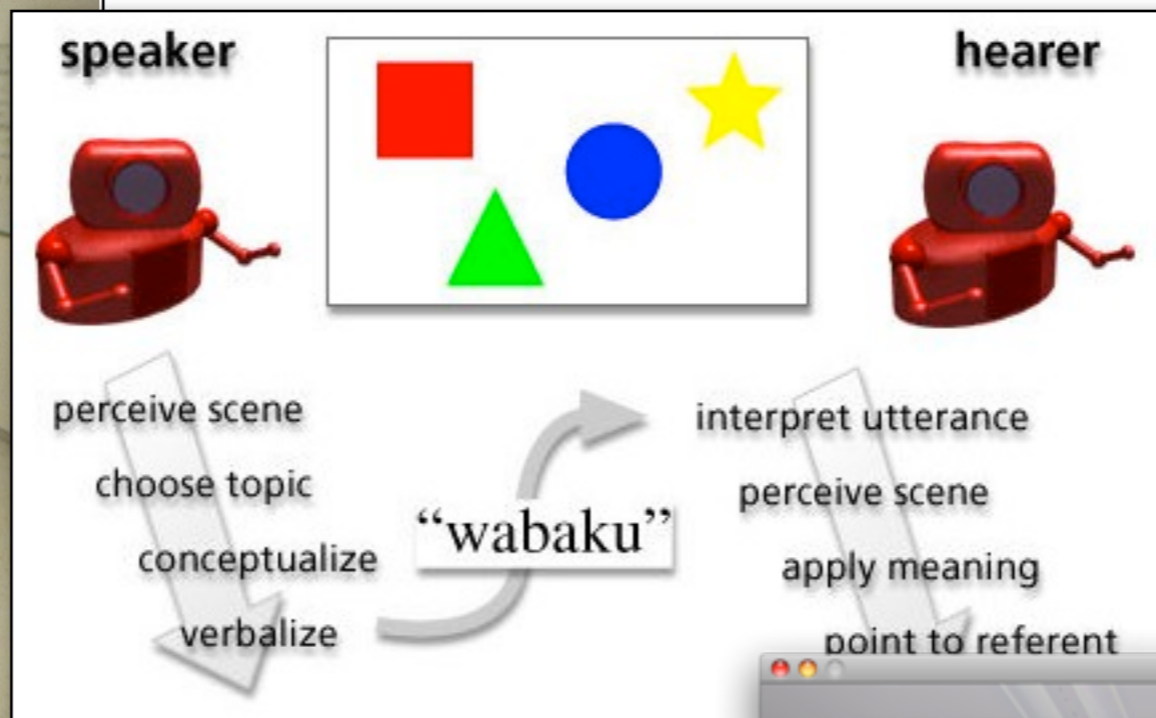 speaker
hearer
perceive scene
choose topic
conceptualize
verbalize
“wabaku”
interpret utterance
perceive scene
apply meaning
point to referent